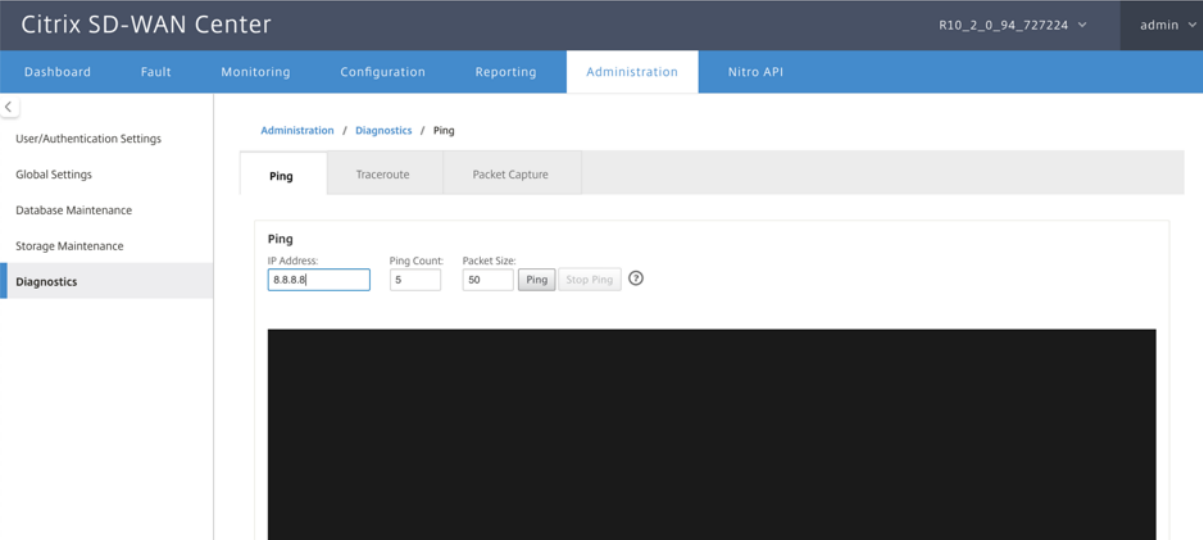 Citrix SD-WAN Center R10_2_0_94_727224 admin
Dashboard Fault Monitoring Configuration Reporting Administration Nitro API
Administration / Diagnostics / Ping
User/Authentication Settings
Global Settings
Database Maintenance
Storage Maintenance
Diagnostics
Ping Traceroute Packet Capture
Ping
IP Address: Ping Count: Packet Size:
8.8.8.8 5 50 Ping Stop Ping ?